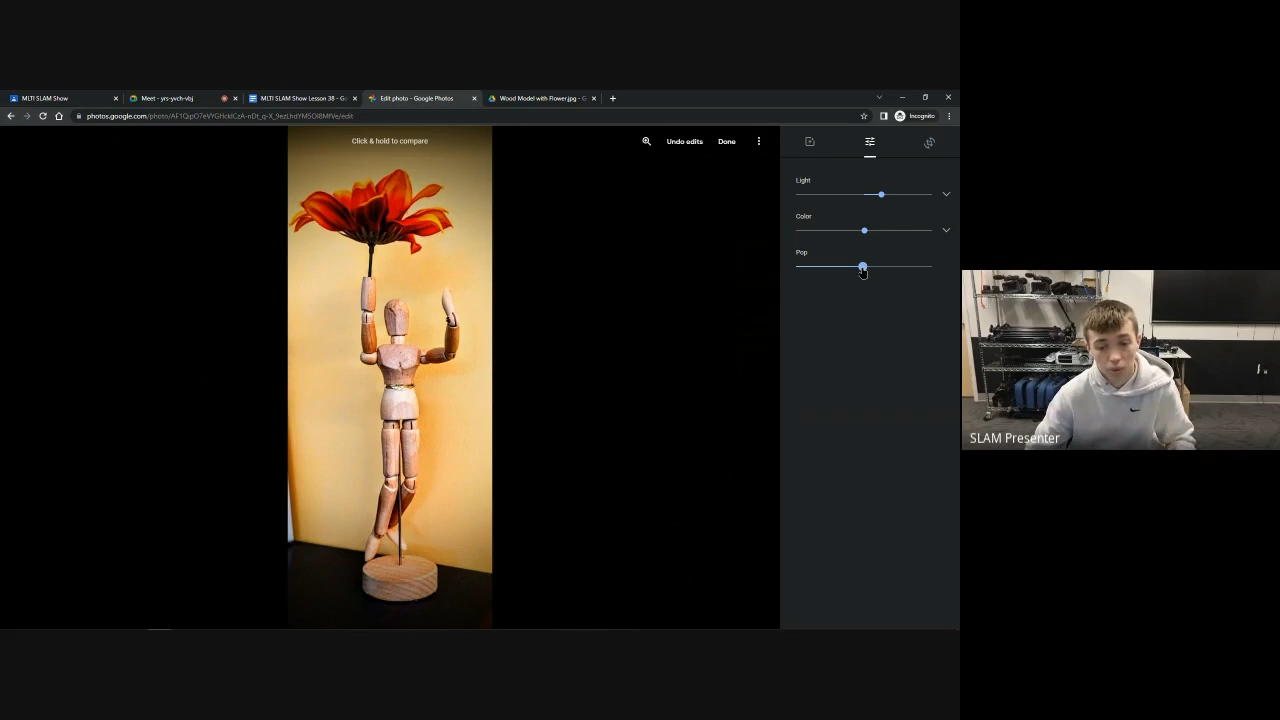 MLTI SLAM Show
Meet - yrs-yvch-vbj
MLTI SLAM Show Lesson 38 - Go
Edit photo - Google Photos
Wood Model with Flower.jpg - G
Incognito
Click & hold to compare
Undo edits
Done
Light
Color
Pop
SLAM Presenter